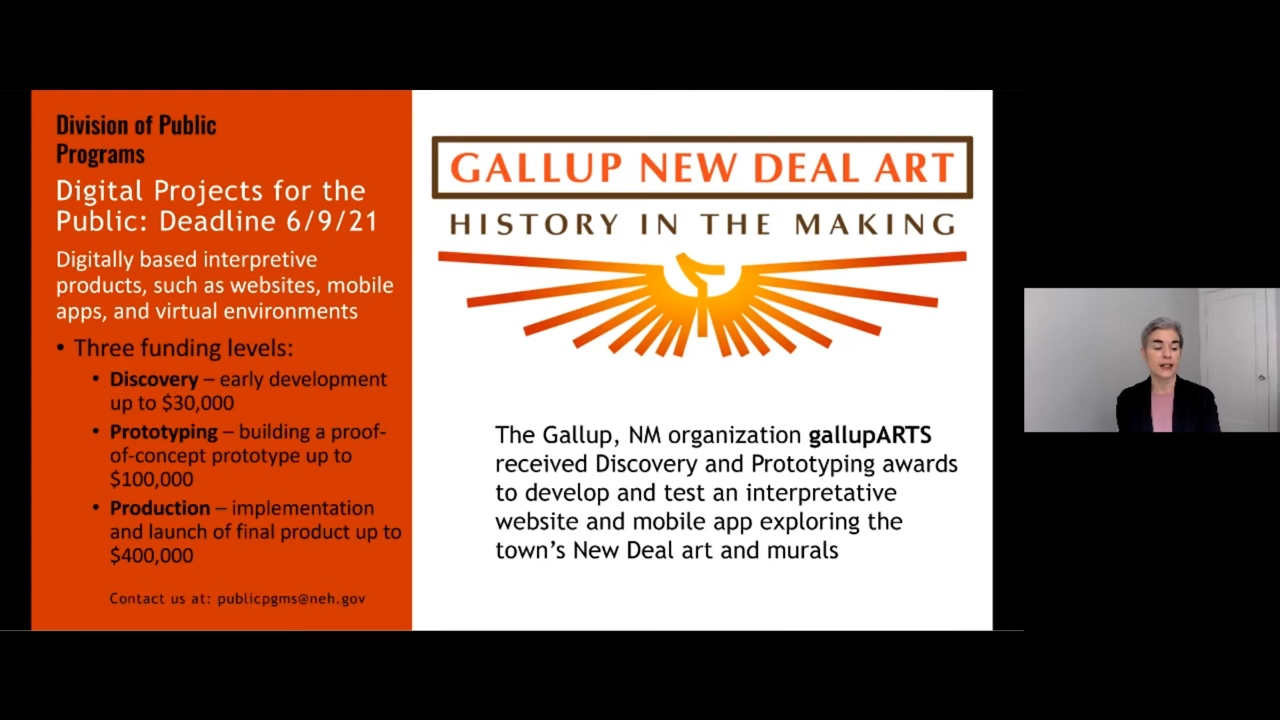 Division of Public
Programs
Digital Projects for the
Public: Deadline 6/9/21
Digitally based interpretive
products, such as websites, mobile
apps, and virtual environments
• Three funding levels:
• Discovery – early development
up to $30,000
• Prototyping – building a proof-
of-concept prototype up to
$100,000
• Production – implementation
and launch of final product up to
$400,000
Contact us at: publicpgms@neh.gov
GALLUP NEW DEAL ART
HISTORY IN THE MAKING
The Gallup, NM organization gallupARTS
received Discovery and Prototyping awards
to develop and test an interpretative
website and mobile app exploring the
town's New Deal art and murals